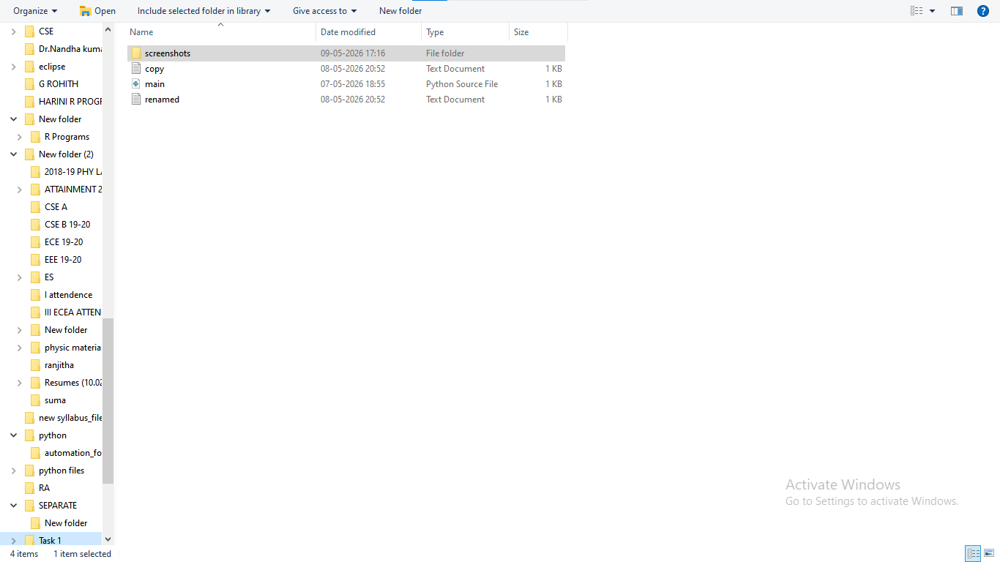 Organize Open Include selected folder in library Give access to New folder
Name Date modified Type Size
CSE
Dr.Nandha kuma
eclipse
G ROHITH
HARINI R PROGR
New folder
R Programs
New folder (2)
2018-19 PHY LA
ATTAINMENT 2
CSE A
CSE B 19-20
ECE 19-20
EEE 19-20
ES
I attendence
III ECEA ATTEN
New folder
physic materia
ranjitha
Resumes (10.02
suma
new syllabus_file
python
automation_fo
python files
RA
SEPARATE
New folder
Task 1
screenshots 09-05-2026 17:16 File folder
copy 08-05-2026 20:52 Text Document 1 KB
main 07-05-2026 18:55 Python Source File 1 KB
renamed 08-05-2026 20:52 Text Document 1 KB
Activate Windows
Go to Settings to activate Windows.
4 items 1 item selected